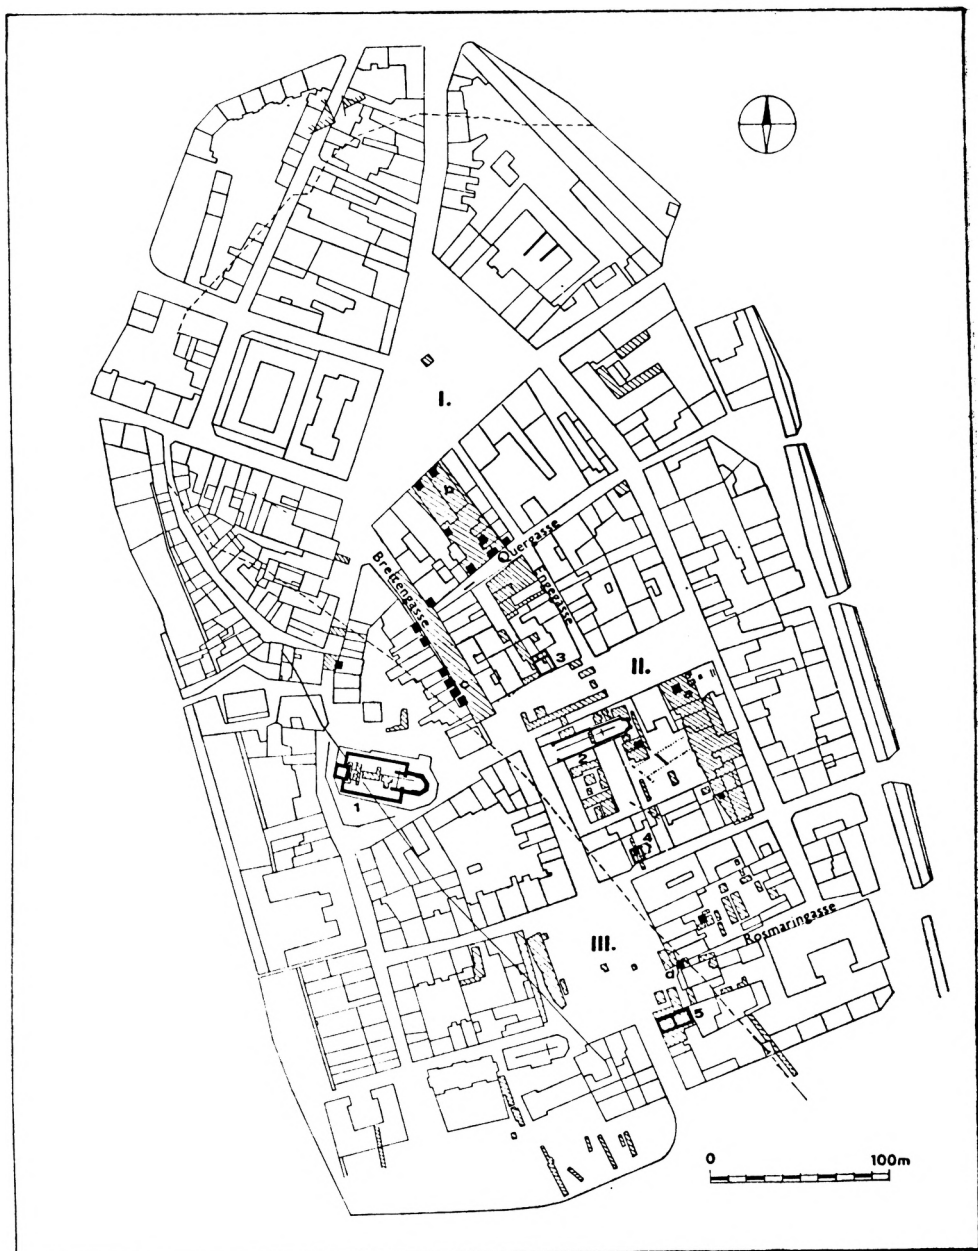 I.
Quergasse
Breitengasse
Engegasse
3
II.
2
1
4
III.
Rosmaringasse
5
0 100m